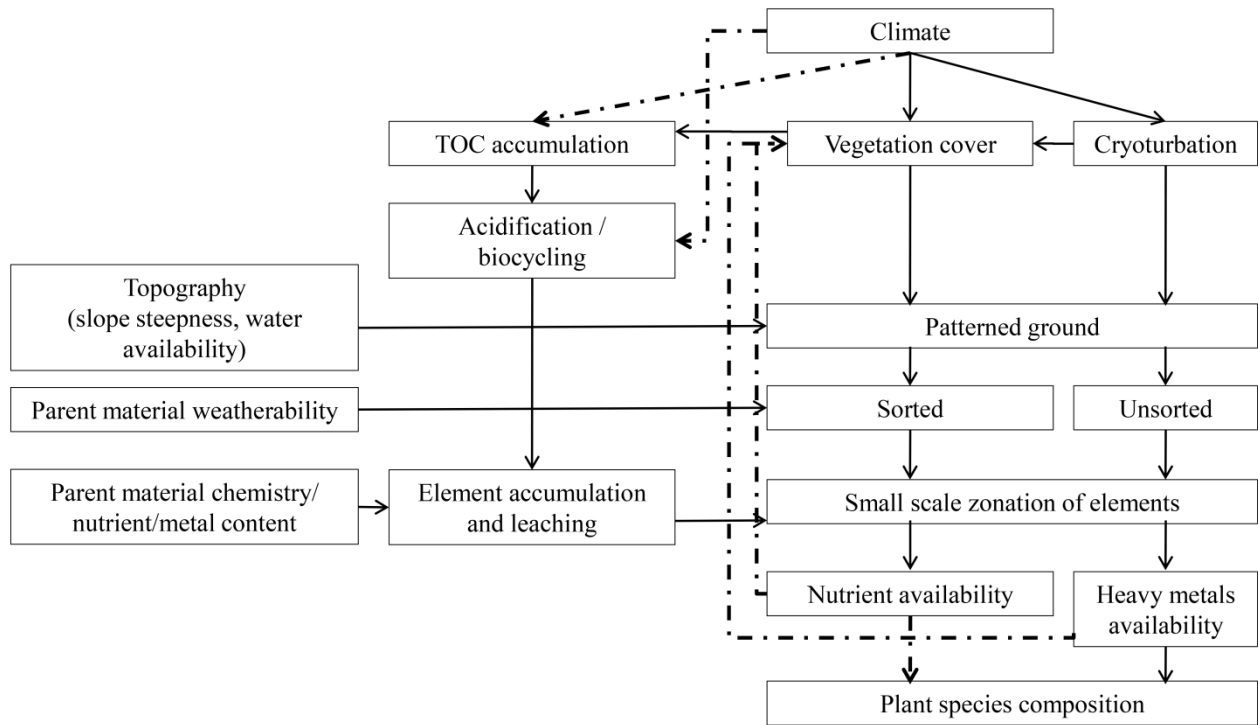 Climate
TOC accumulation
Vegetation cover
Cryoturbation
Acidification /
biocycling
Topography
(slope steepness, water
availability)
Patterned ground
Parent material weatherability
Sorted
Unsorted
Parent material chemistry/
nutrient/metal content
Element accumulation
and leaching
Small scale zonation of elements
Nutrient availability
Heavy metals
availability
Plant species composition